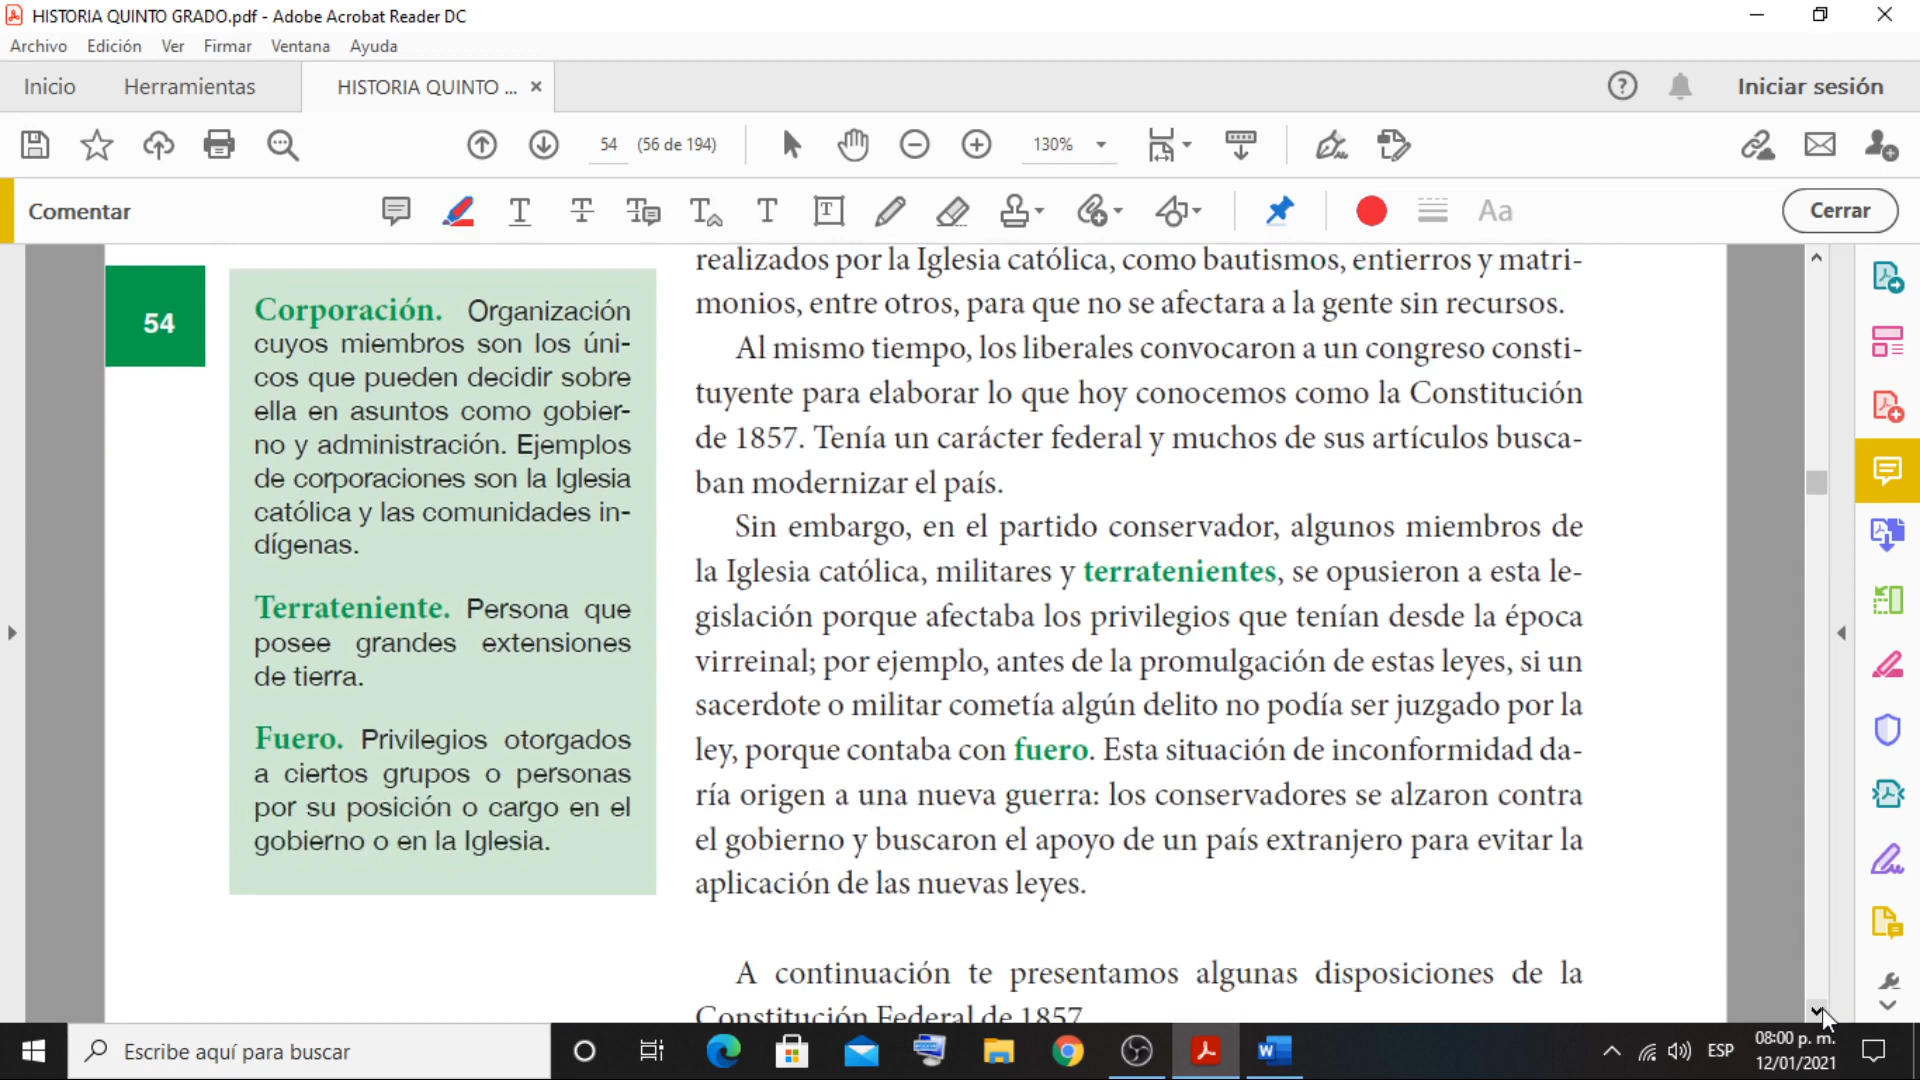 HISTORIA QUINTO GRADO.pdf - Adobe Acrobat Reader DC
Archivo Edición Ver Firmar Ventana Ayuda
Inicio Herramientas HISTORIA QUINTO ... × ? Iniciar sesión
54 (56 de 194) 130%
Comentar T T T T T T Aa Cerrar
54
Corporación. Organización
cuyos miembros son los úni-
cos que pueden decidir sobre
ella en asuntos como gobier-
no y administración. Ejemplos
de corporaciones son la Iglesia
católica y las comunidades in-
dígenas.
Terrateniente. Persona que
posee grandes extensiones
de tierra.
Fuero. Privilegios otorgados
a ciertos grupos o personas
por su posición o cargo en el
gobierno o en la Iglesia.
realizados por la Iglesia católica, como bautismos, entierros y matri-
monios, entre otros, para que no se afectara a la gente sin recursos.
Al mismo tiempo, los liberales convocaron a un congreso consti-
tuyente para elaborar lo que hoy conocemos como la Constitución
de 1857. Tenía un carácter federal y muchos de sus artículos busca-
ban modernizar el país.
Sin embargo, en el partido conservador, algunos miembros de
la Iglesia católica, militares y terratenientes, se opusieron a esta le-
gislación porque afectaba los privilegios que tenían desde la época
virreinal; por ejemplo, antes de la promulgación de estas leyes, si un
sacerdote o militar cometía algún delito no podía ser juzgado por la
ley, porque contaba con fuero. Esta situación de inconformidad da-
ría origen a una nueva guerra: los conservadores se alzaron contra
el gobierno y buscaron el apoyo de un país extranjero para evitar la
aplicación de las nuevas leyes.
A continuación te presentamos algunas disposiciones de la
Constitución Federal de 1857
Escribe aquí para buscar
ESP
08:00 p. m.
12/01/2021